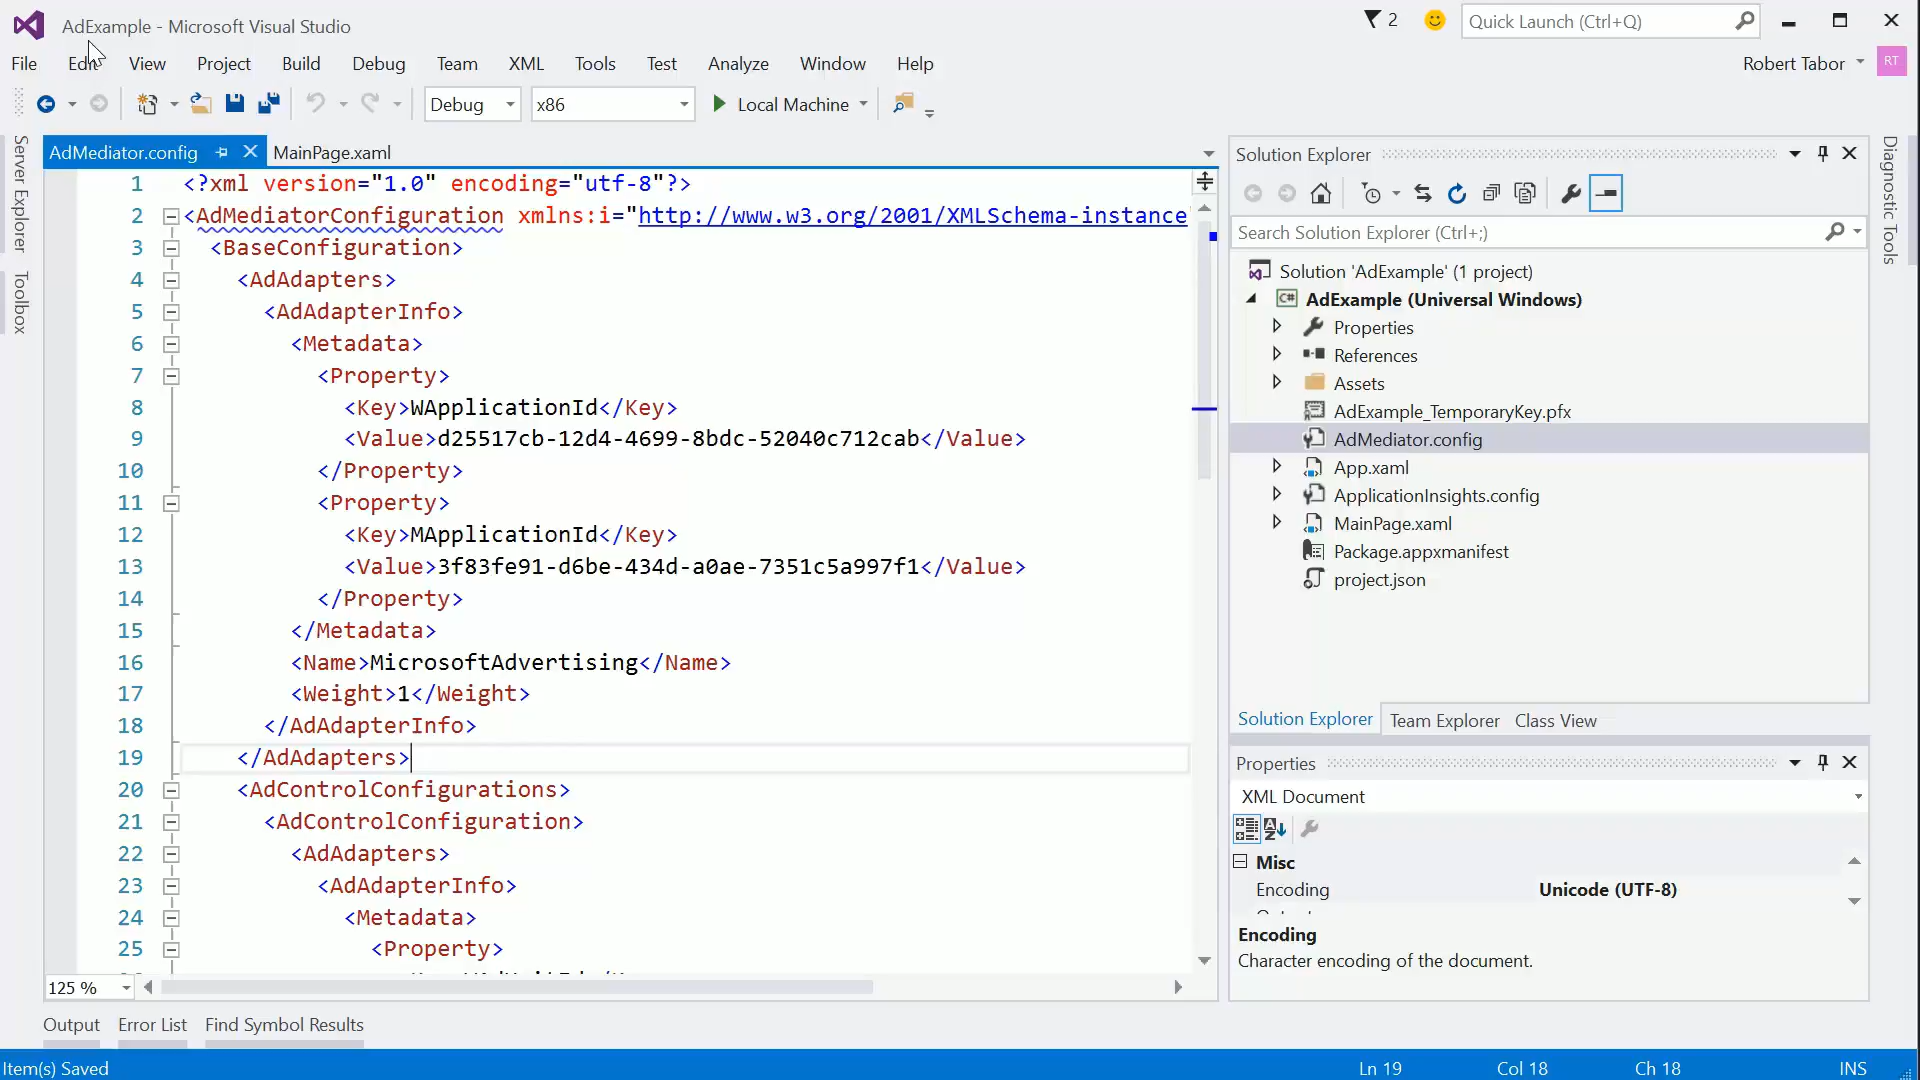 AdExample - Microsoft Visual Studio
2
Quick Launch (Ctrl+Q)
File Edit View Project Build Debug Team XML Tools Test Analyze Window Help
Robert Tabor
RT
Debug
x86
Local Machine
Server Explorer
Toolbox
AdMediator.config
MainPage.xaml
1 <?xml version="1.0" encoding="utf-8"?>
2 <AdMediatorConfiguration xmlns:i="http://www.w3.org/2001/XMLSchema-instance
3 <BaseConfiguration>
4 <AdAdapters>
5 <AdAdapterInfo>
6 <Metadata>
7 <Property>
8 <Key>WApplicationId</Key>
9 <Value>d25517cb-12d4-4699-8bdc-52040c712cab</Value>
10 </Property>
11 <Property>
12 <Key>MApplicationId</Key>
13 <Value>3f83fe91-d6be-434d-a0ae-7351c5a997f1</Value>
14 </Property>
15 </Metadata>
16 <Name>MicrosoftAdvertising</Name>
17 <Weight>1</Weight>
18 </AdAdapterInfo>
19 </AdAdapters>
20 <AdControlConfigurations>
21 <AdControlConfiguration>
22 <AdAdapters>
23 <AdAdapterInfo>
24 <Metadata>
25 <Property>
125 %
Output Error List Find Symbol Results
Item(s) Saved
Ln 19 Col 18 Ch 18 INS
Solution Explorer
Search Solution Explorer (Ctrl+;)
Solution 'AdExample' (1 project)
C# AdExample (Universal Windows)
Properties
References
Assets
AdExample_TemporaryKey.pfx
AdMediator.config
App.xaml
ApplicationInsights.config
MainPage.xaml
Package.appxmanifest
project.json
Solution Explorer Team Explorer Class View
Properties
XML Document
Misc
Encoding Unicode (UTF-8)
Encoding
Character encoding of the document.
Diagnostic Tools